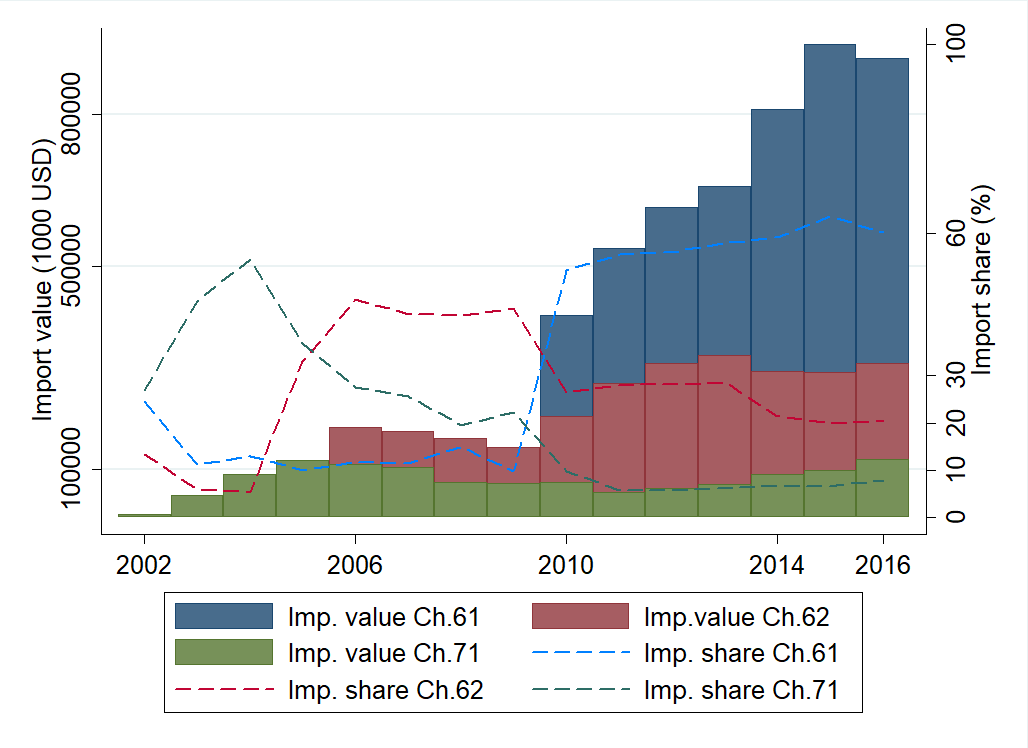 Import value (1000 USD)
800000
500000
100000
100
60
30
20
10
0
Import share (%)
2002 2006 2010 2014 2016
Imp. value Ch.61 Imp.value Ch.62
Imp. value Ch.71 Imp. share Ch.61
Imp. share Ch.62 Imp. share Ch.71